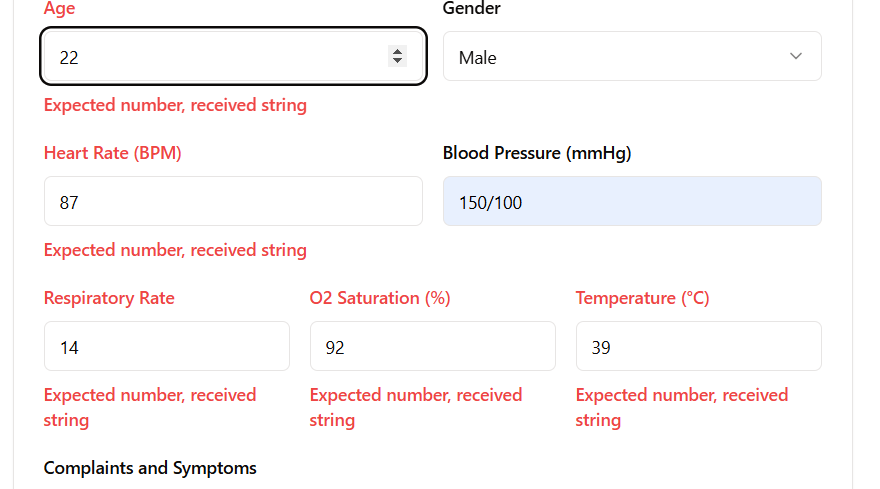 Age
Gender
22
Male
Expected number, received string
Heart Rate (BPM)
Blood Pressure (mmHg)
87
150/100
Expected number, received string
Respiratory Rate
O2 Saturation (%)
Temperature (°C)
14
92
39
Expected number, received
string
Expected number, received
string
Expected number, received
string
Complaints and Symptoms